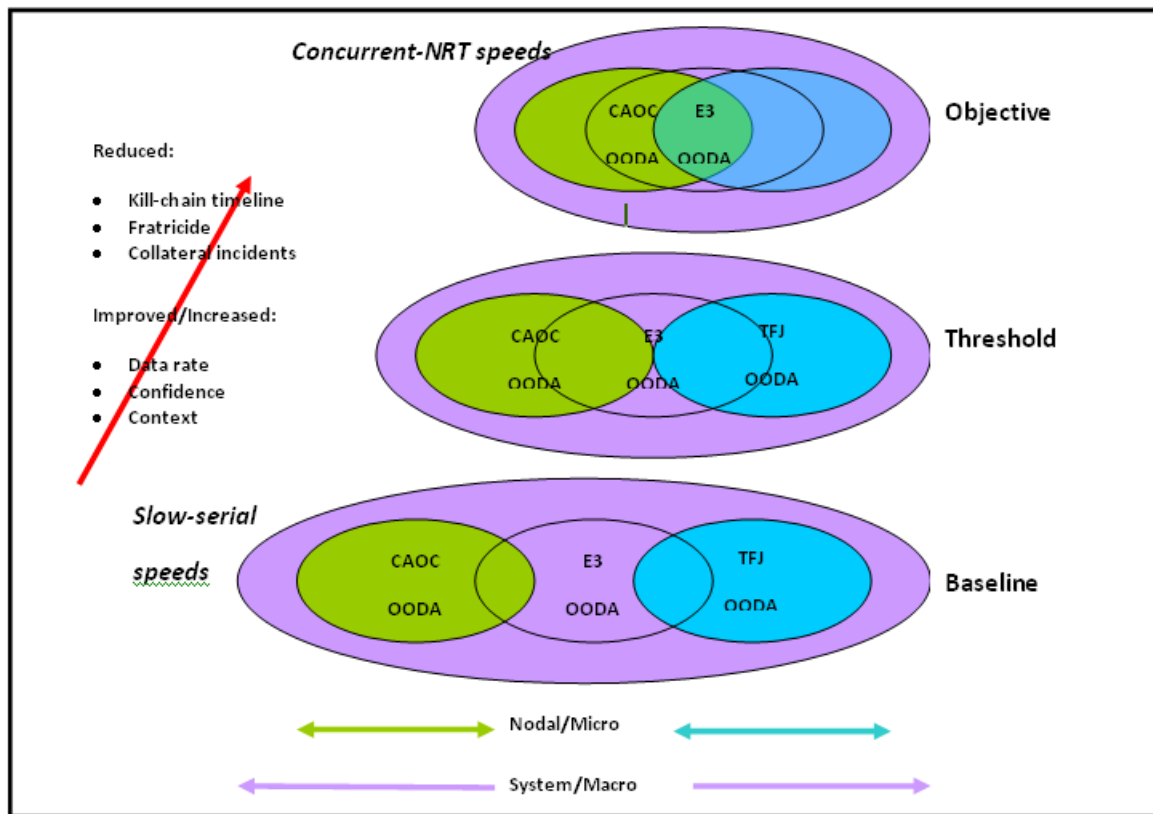 Concurrent-NRT speeds
CAOC E3
OODA OODA
Objective
Reduced:
● Kill-chain timeline
● Fratricide
● Collateral incidents
Improved/Increased:
● Data rate
● Confidence
● Context
CAOC E3 TFJ
OODA OODA OODA
Threshold
Slow-serial
speeds
CAOC E3 TFJ
OODA OODA OODA
Baseline
Nodal/Micro
System/Macro